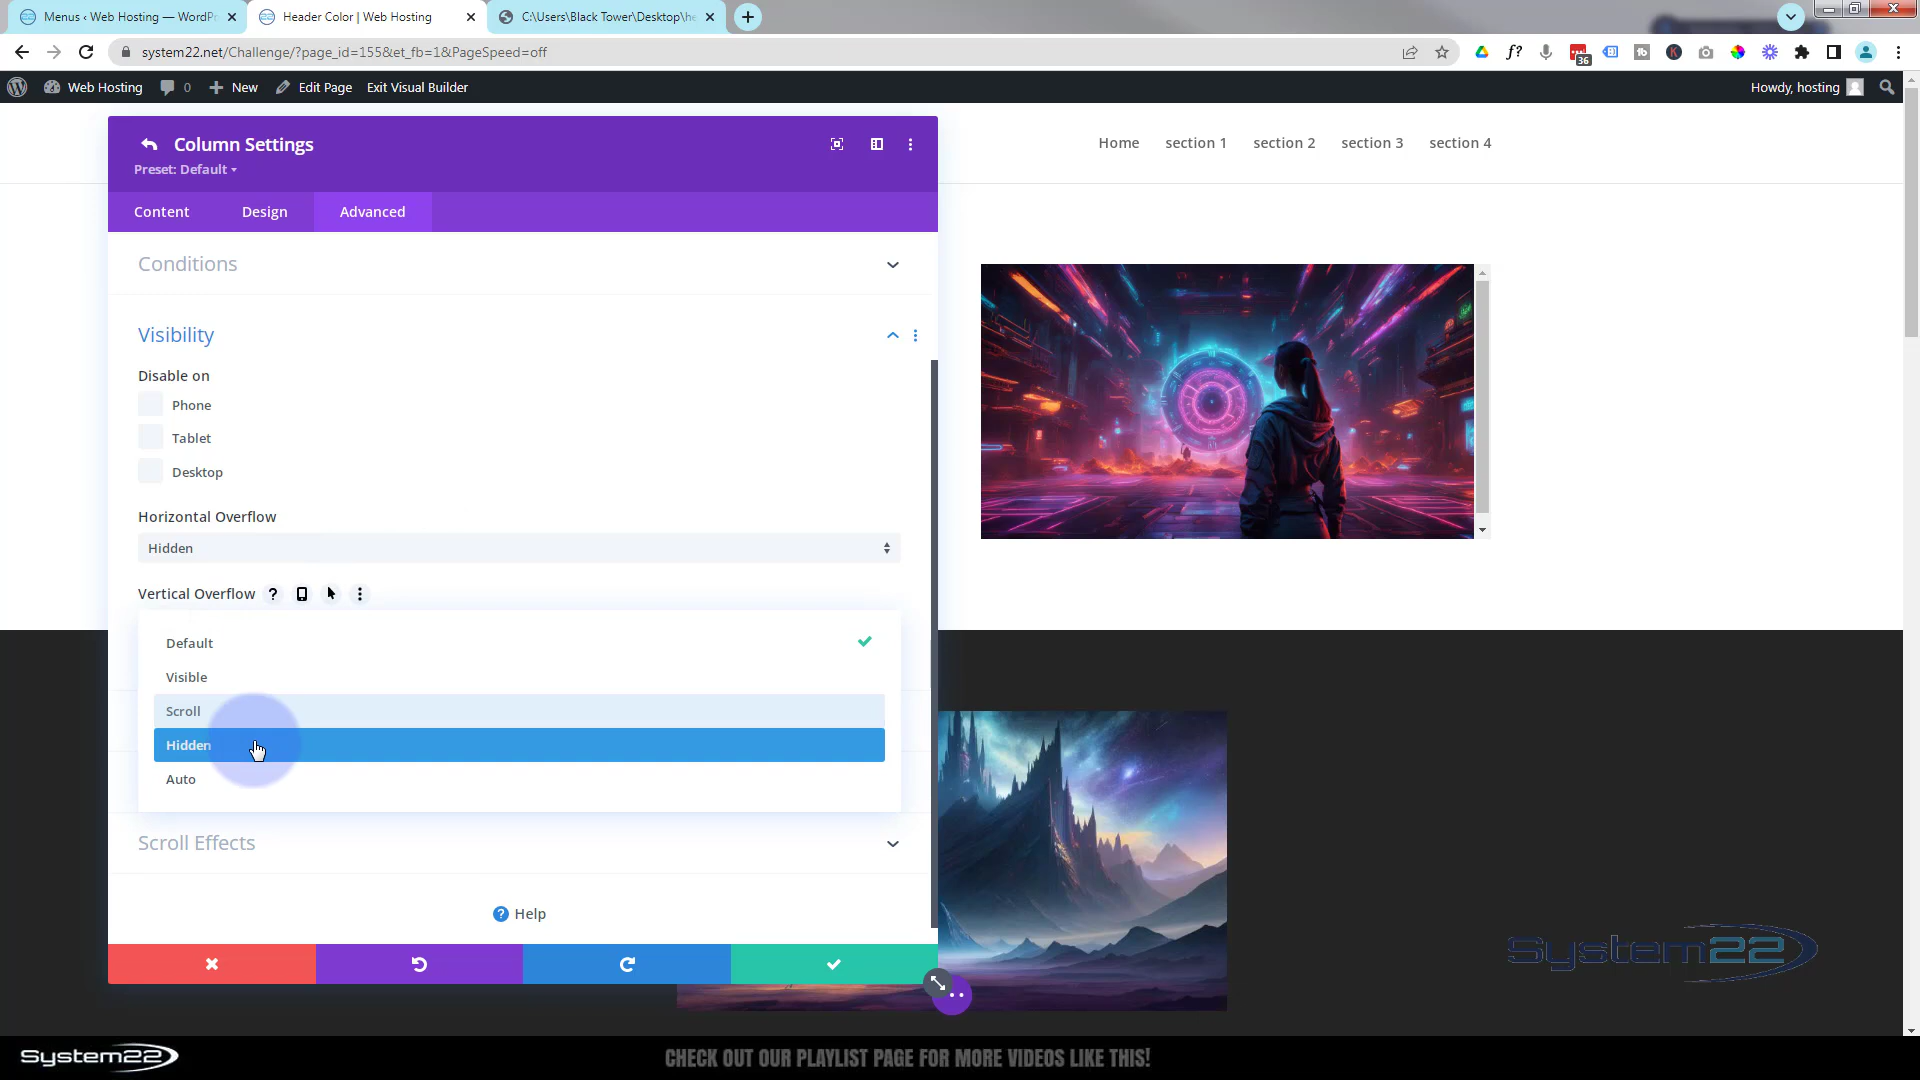 Menus ‹ Web Hosting — WordPr
Header Color | Web Hosting
C:\Users\Black Tower\Desktop\he
system22.net/Challenge/?page_id=155&et_fb=1&PageSpeed=off
36
Web Hosting
0
New
Edit Page
Exit Visual Builder
Howdy, hosting
Column Settings
Preset: Default
Home
section 1
section 2
section 3
section 4
Content
Design
Advanced
Conditions
Visibility
Disable on
Phone
Tablet
Desktop
Horizontal Overflow
Hidden
Vertical Overflow
Default
Visible
Scroll
Hidden
Auto
Scroll Effects
Help
System22
System22
CHECK OUT OUR PLAYLIST PAGE FOR MORE VIDEOS LIKE THIS!